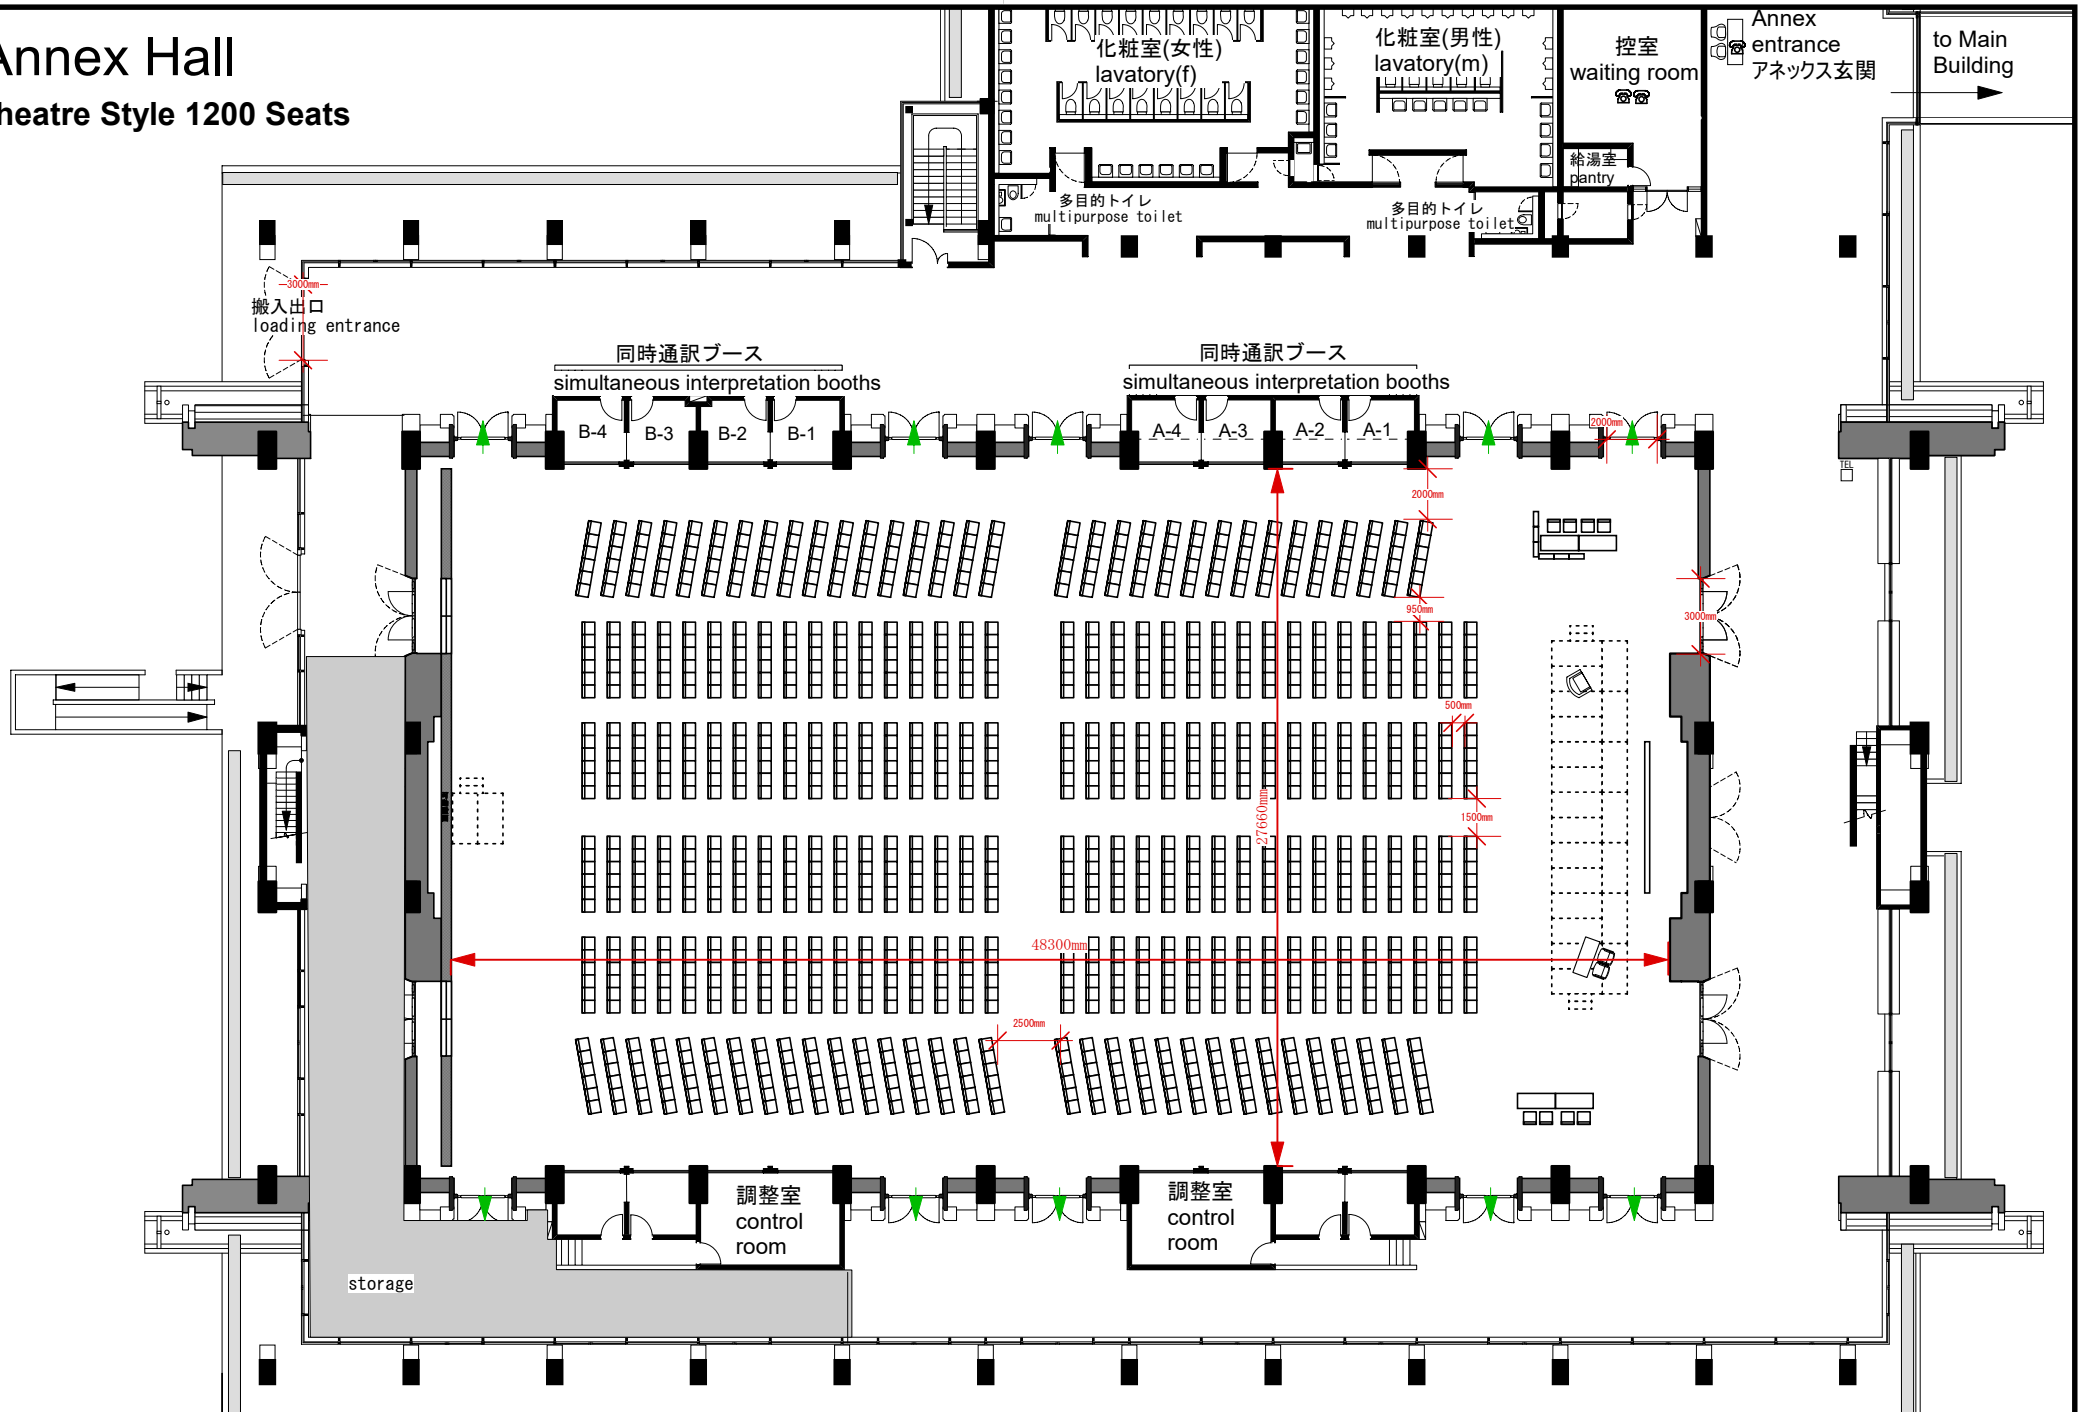 Annex Hall
heatre Style 1200 Seats
化粧室(女性)
lavatory(f)
化粧室(男性)
lavatory(m)
控室
waiting room
Annex
entrance
アネックス玄関
to Main
Building
給湯室
pantry
多目的トイレ
multipurpose toilet
多目的トイレ
multipurpose toilet
3000mm
搬入出口
loading entrance
同時通訳ブース
simultaneous interpretation booths
同時通訳ブース
simultaneous interpretation booths
B-4
B-3
B-2
B-1
A-4
A-3
A-2
A-1
2000mm
TEL
2000mm
950mm
3000mm
500mm
27660mm
1500mm
48300mm
2500mm
調整室
control
room
調整室
control
room
storage